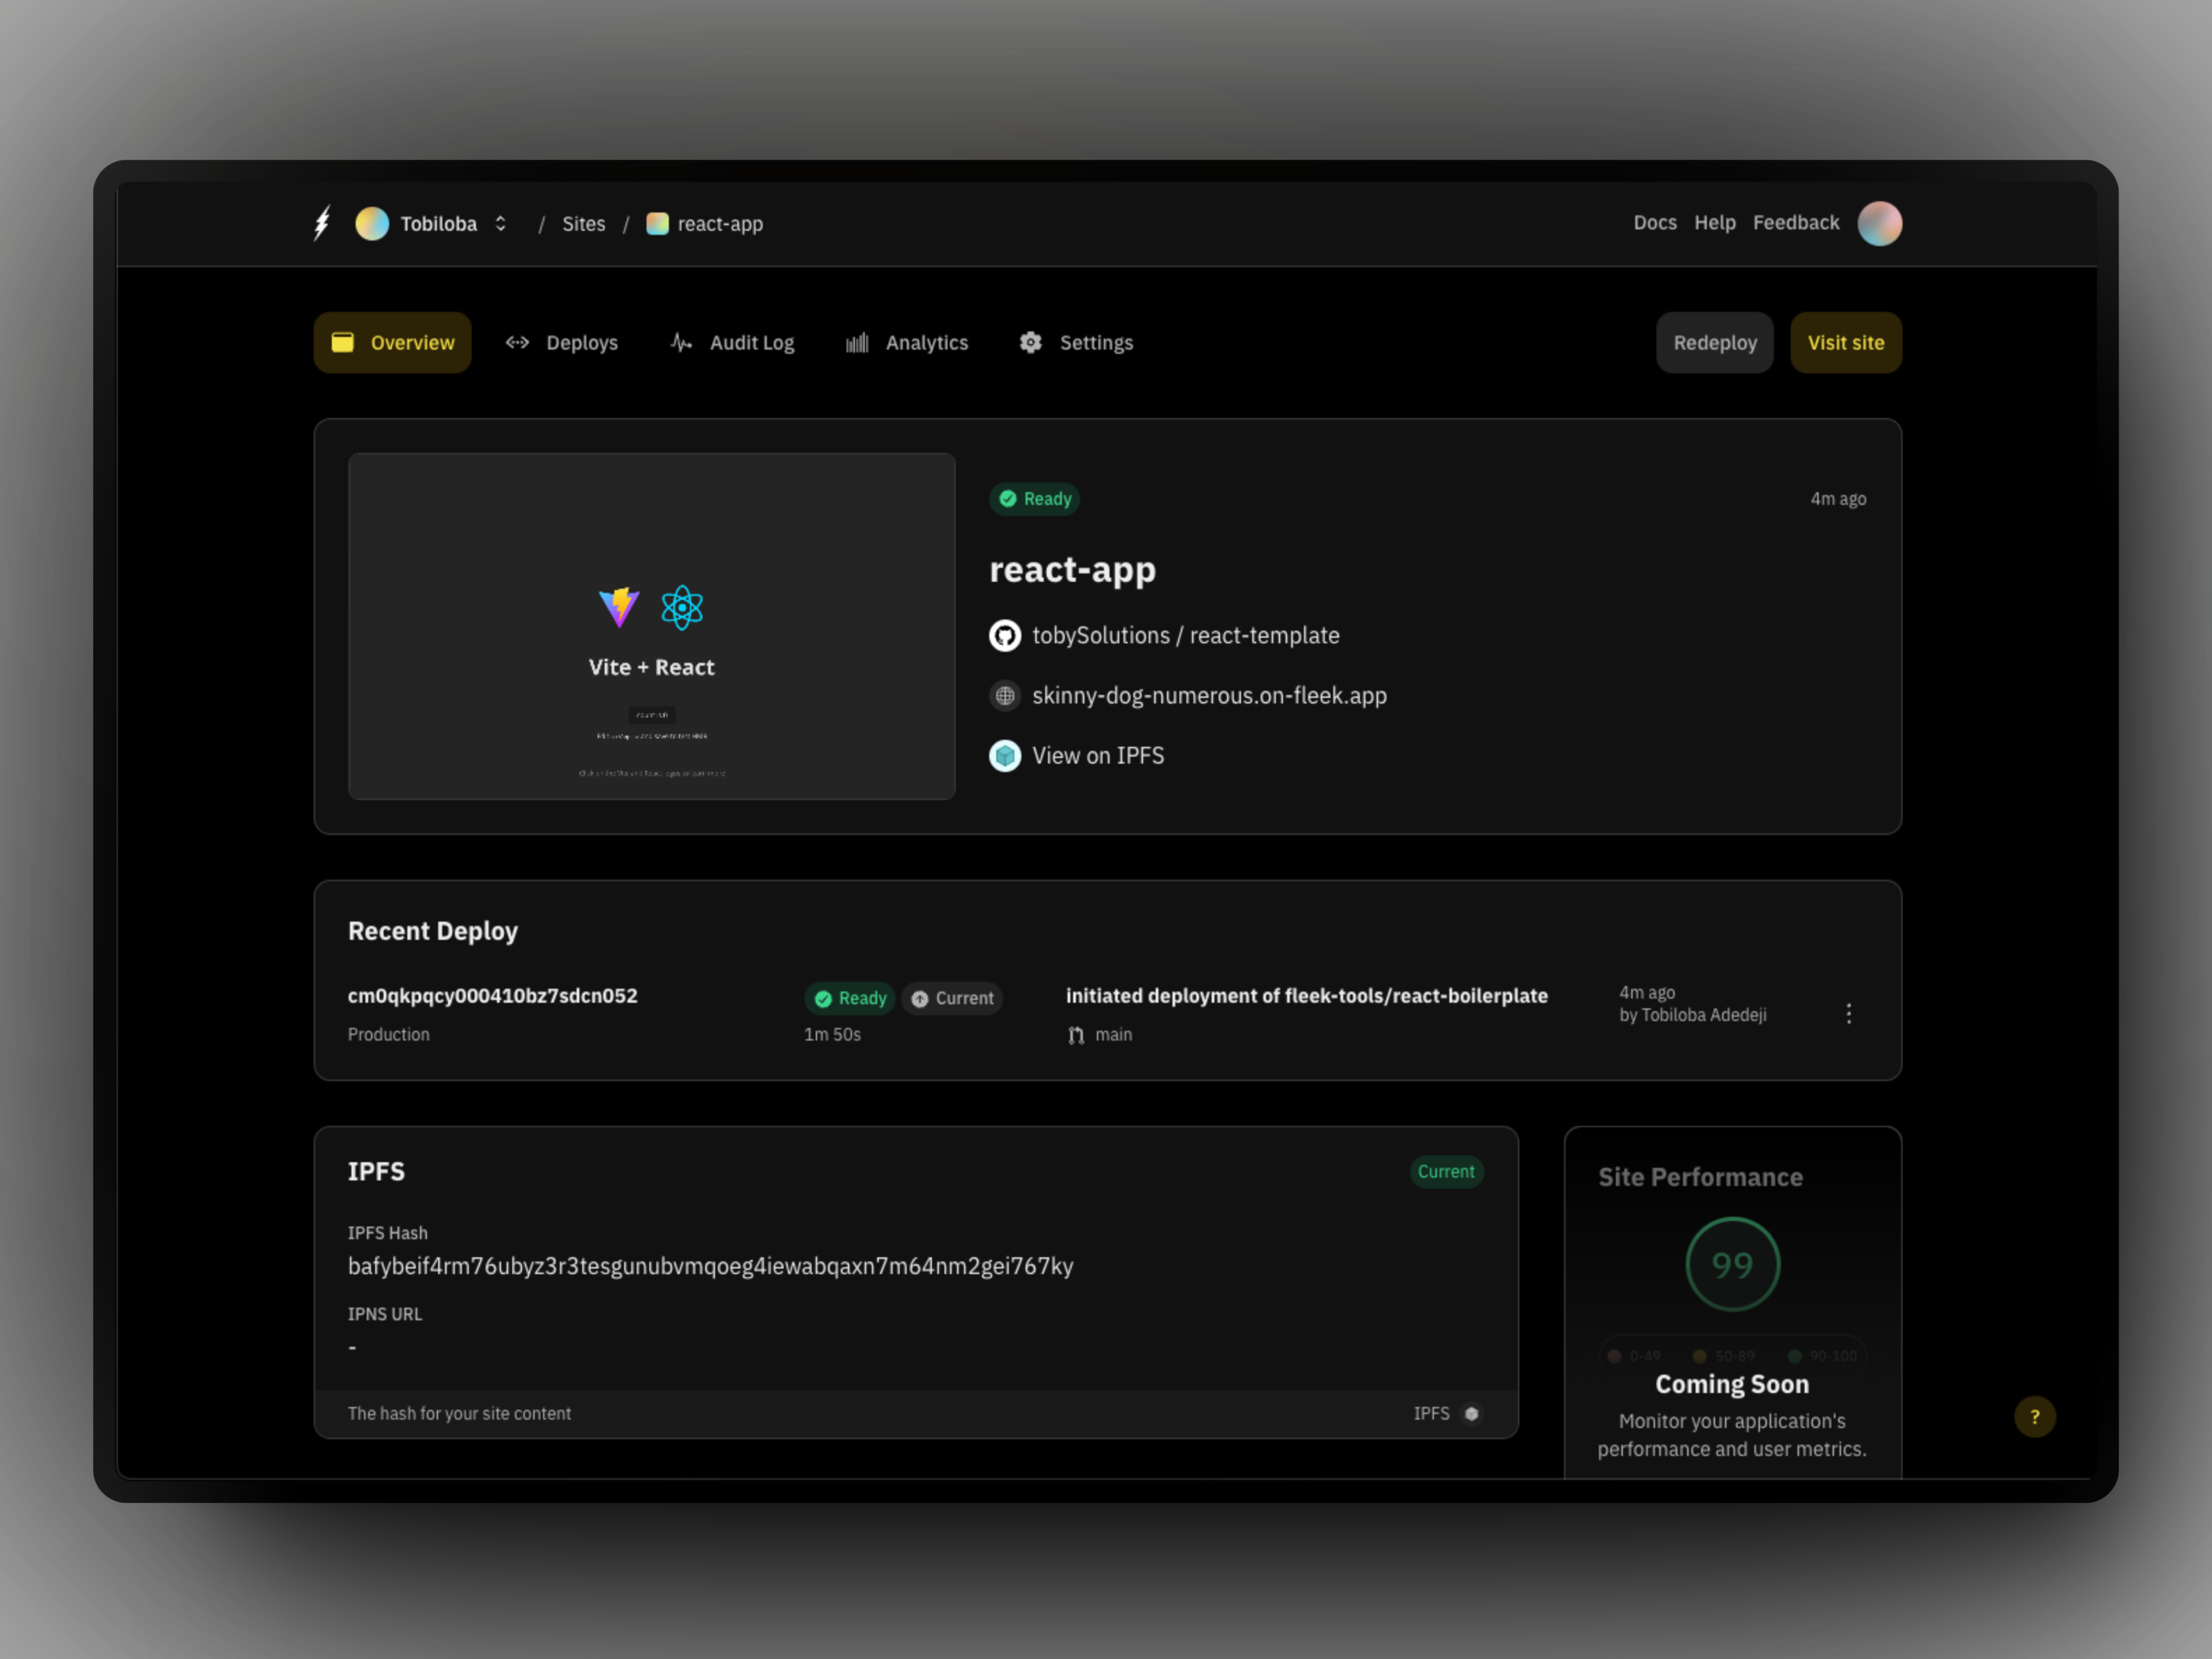 Tobiloba / Sites / react-app
Docs Help Feedback
Overview Deploys Audit Log Analytics Settings
Redeploy Visit site
Ready
4m ago
react-app
tobySolutions / react-template
skinny-dog-numerous.on-fleek.app
View on IPFS
Vite + React
Recent Deploy
cm0qkpqcy000410bz7sdcn052
Production
Ready Current
1m 50s
initiated deployment of fleek-tools/react-boilerplate
main
4m ago
by Tobiloba Adedeji
IPFS
Current
IPFS Hash
bafybeif4rm76ubyz3r3tesgunubvmqoeg4iewabqaxn7m64nm2gei767ky
IPNS URL
-
The hash for your site content
IPFS
Site Performance
99
0-49 50-89 90-100
Coming Soon
Monitor your application's
performance and user metrics.
?